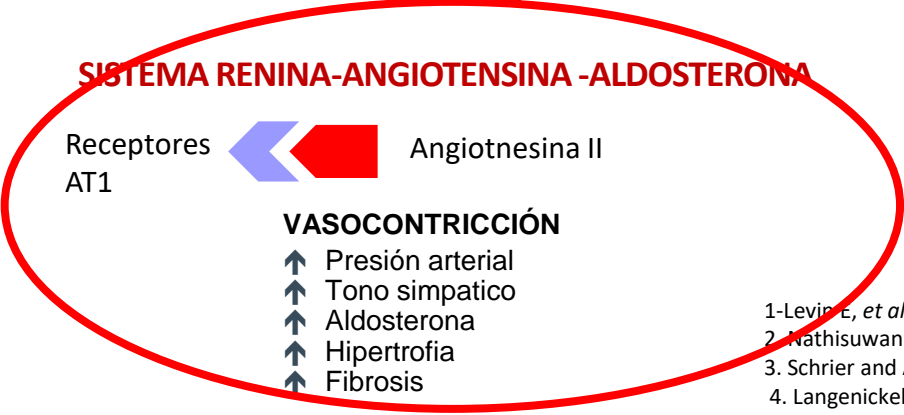 SISTEMA RENINA-ANGIOTENSINA -ALDOSTERONA
Receptores
AT1
Angiotnesina II
VASOCONTRICCIÓN
Presión arterial
Tono simpatico
Aldosterona
Hipertrofia
Fibrosis
1-Levin E, et al
2. Nathisuwan
3. Schrier and
4. Langenickel